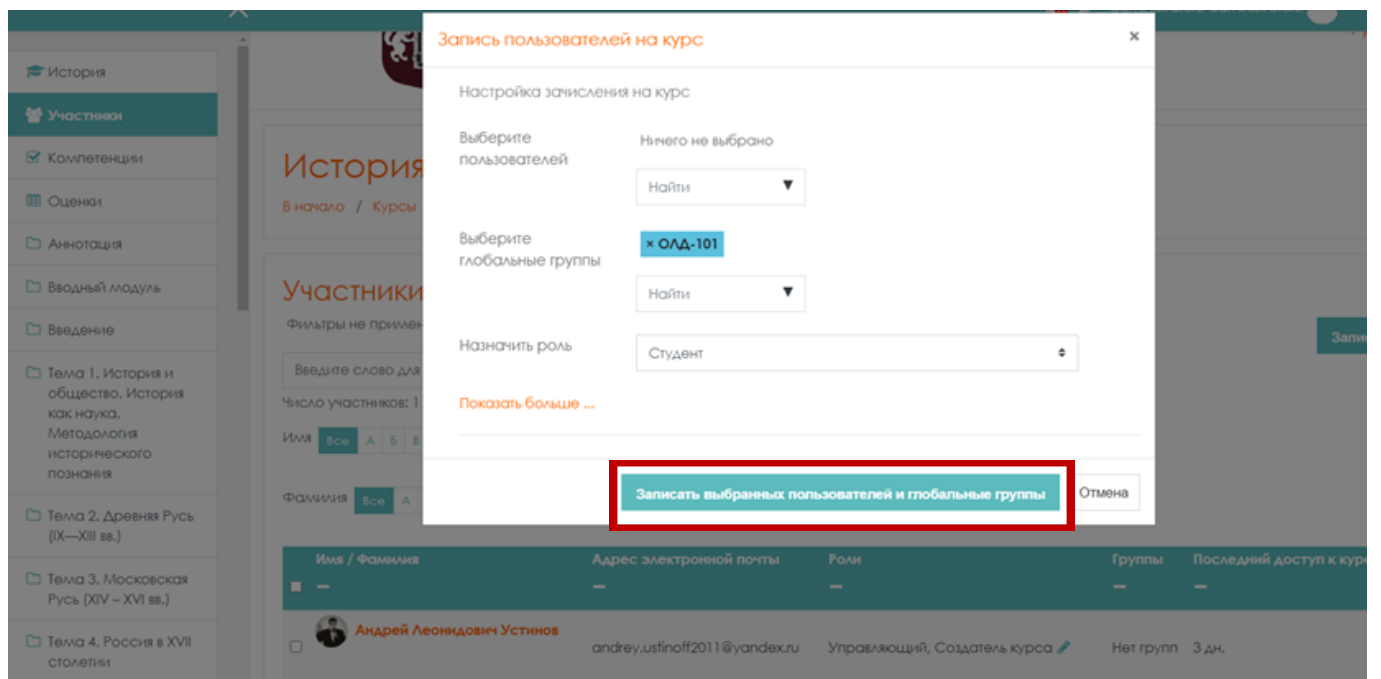 История
Участники
Компетенции
Оценки
Аннотация
Вводный модуль
Введение
Тема 1. История и
общество. История
как наука.
Методология
исторического
познания
Тема 2. Древняя Русь
(IX—XIII вв.)
Тема 3. Московская
Русь (XIV – XVI вв.)
Тема 4. Россия в XVII
столетии
История
В начало / Курсы
Участники
Фильтры не
Введите слово для
Число участников: 1
Имя Все А Б В
Фамилия Все А
Запись пользователей на курс ×
Настройка зачисления на курс
Выберите
пользователей
Ничего не выбрано
Найти ▼
Выберите
глобальные группы
× ОЛД-101
Найти ▼
Назначить роль
Студент
Показать больше ...
Записать выбранных пользователей и глобальные группы
Отмена
Имя / Фамилия Адрес электронной почты Роли Группы Последний доступ к
Андрей Леонидович Устинов
andrey.ustinoff2011@yandex.ru Управляющий, Создатель курса Нет групп 3 дн.